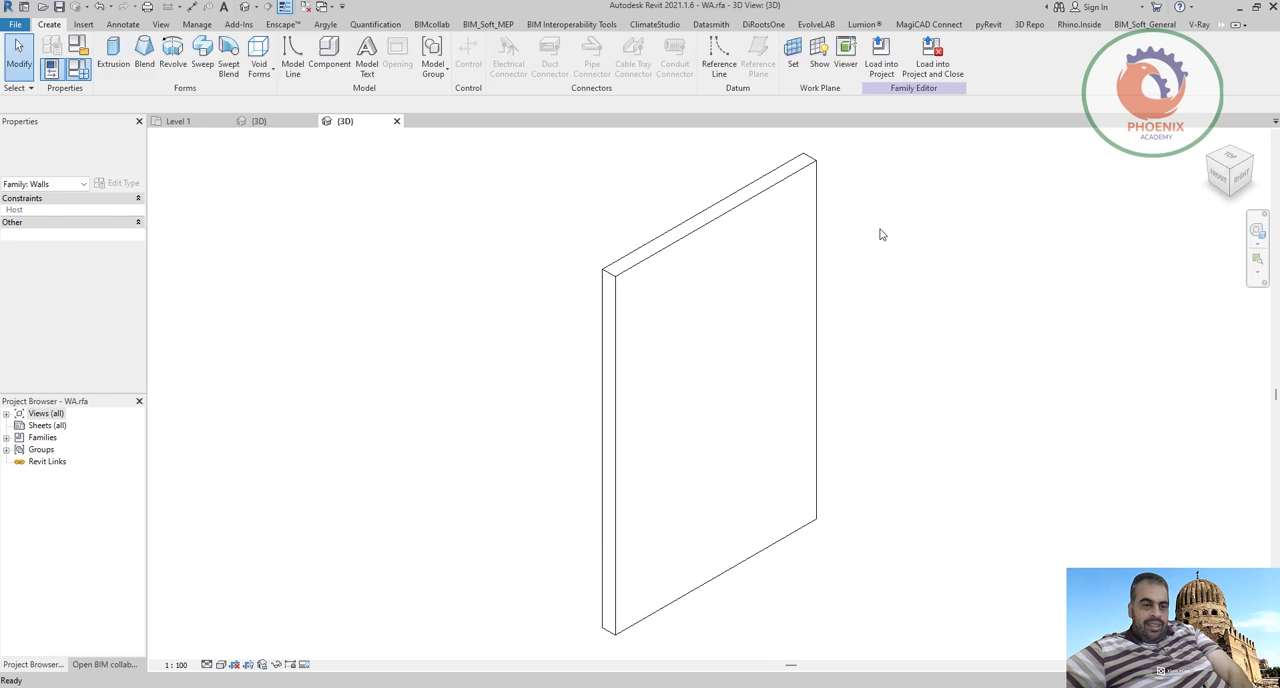 Autodesk Revit 2021.1.6 - WA.rfa - 3D View: {3D}
Sign In
File Create Insert Annotate View Manage Add-Ins Enscape™ Argyle Quantification BIMcollab BIM_Soft_MEP BIM Interoperability Tools ClimateStudio Datasmith DiRootsOne EvolveLAB Lumion® MagiCAD Connect pyRevit 3D Repo Rhino.Inside BIM_Soft_General V-Ray
Modify Extrusion Blend Revolve Sweep Swept Blend Void Forms Model Line Component Model Text Opening Model Group Control Electrical Connector Duct Connector Pipe Connector Cable Tray Connector Conduit Connector Reference Line Reference Plane Set Show Viewer Load into Project Load into Project and Close
Select Properties Forms Model Control Connectors Datum Work Plane Family Editor
PHOENIX
ACADEMY
Properties
Level 1 {3D} {3D}
TOP
FRONT RIGHT
Family: Walls Edit Type
Constraints
Host
Other
Project Browser - WA.rfa
Views (all)
Sheets (all)
Families
Groups
Revit Links
Project Browser... Open BIM collab...
1 : 100
Ready